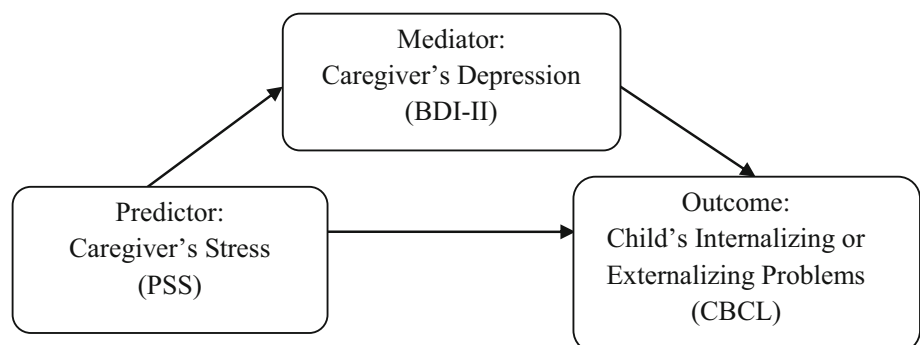 Mediator:
Caregiver’s Depression
(BDI-II)
Predictor:
Caregiver’s Stress
(PSS)
Outcome:
Child’s Internalizing or
Externalizing Problems
(CBCL)